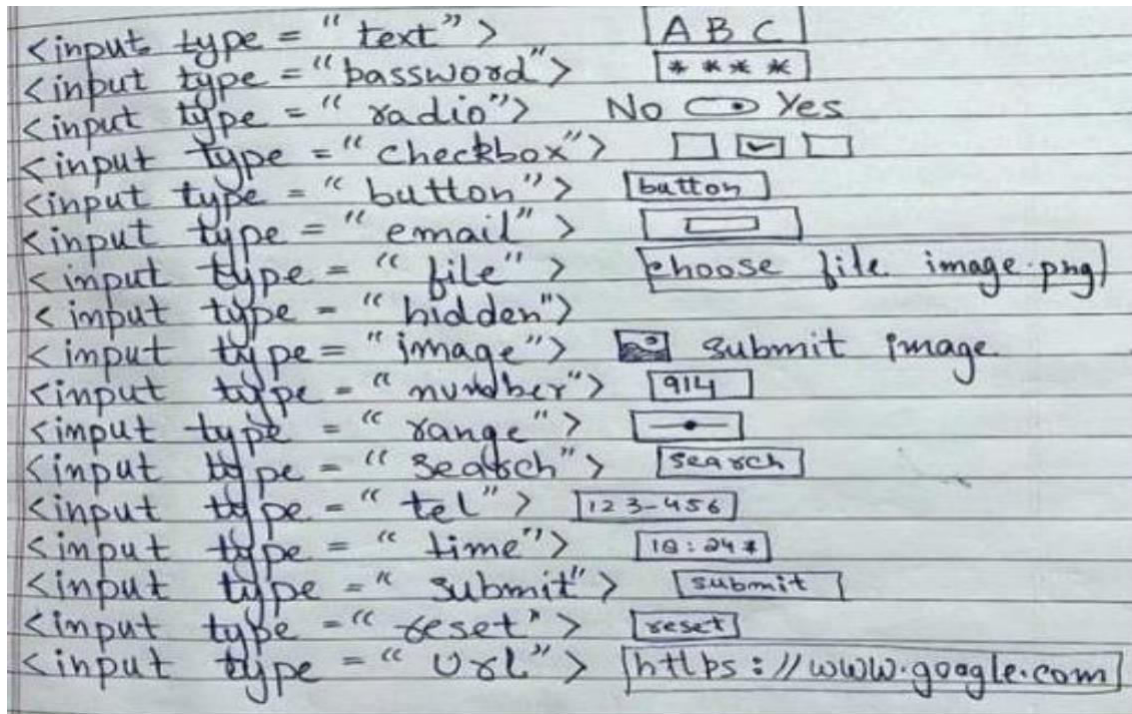 <input type = "text"> ABC
<input type = "password"> ****
<input type = "radio"> No Yes
<input type = "checkbox">
<input type = "button"> button
<input type = "email">
<input type = "file"> choose file image.png
<input type = "hidden">
<input type = "image"> submit image
<input type = "number"> 914
<input type = "range">
<input type = "search"> search
<input type = "tel"> 123-456
<input type = "time">
<input type = "submit"> submit
<input type = "reset"> reset
<input type = "Url"> https://www.google.com